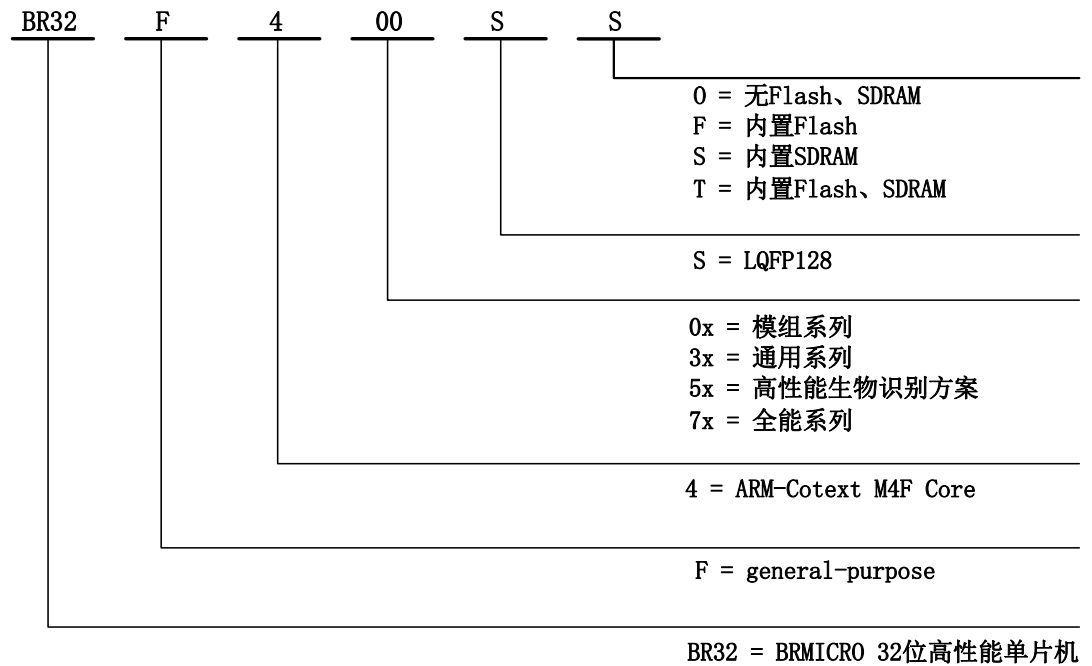 BR32 F 4 00 S S
O = 无Flash、SDRAM
F = 内置Flash
S = 内置SDRAM
T = 内置Flash、SDRAM
S = LQFP128
0x = 模组系列
3x = 通用系列
5x = 高性能生物识别方案
7x = 全能系列
4 = ARM-Cotext M4F Core
F = general-purpose
BR32 = BRMICRO 32位高性能单片机